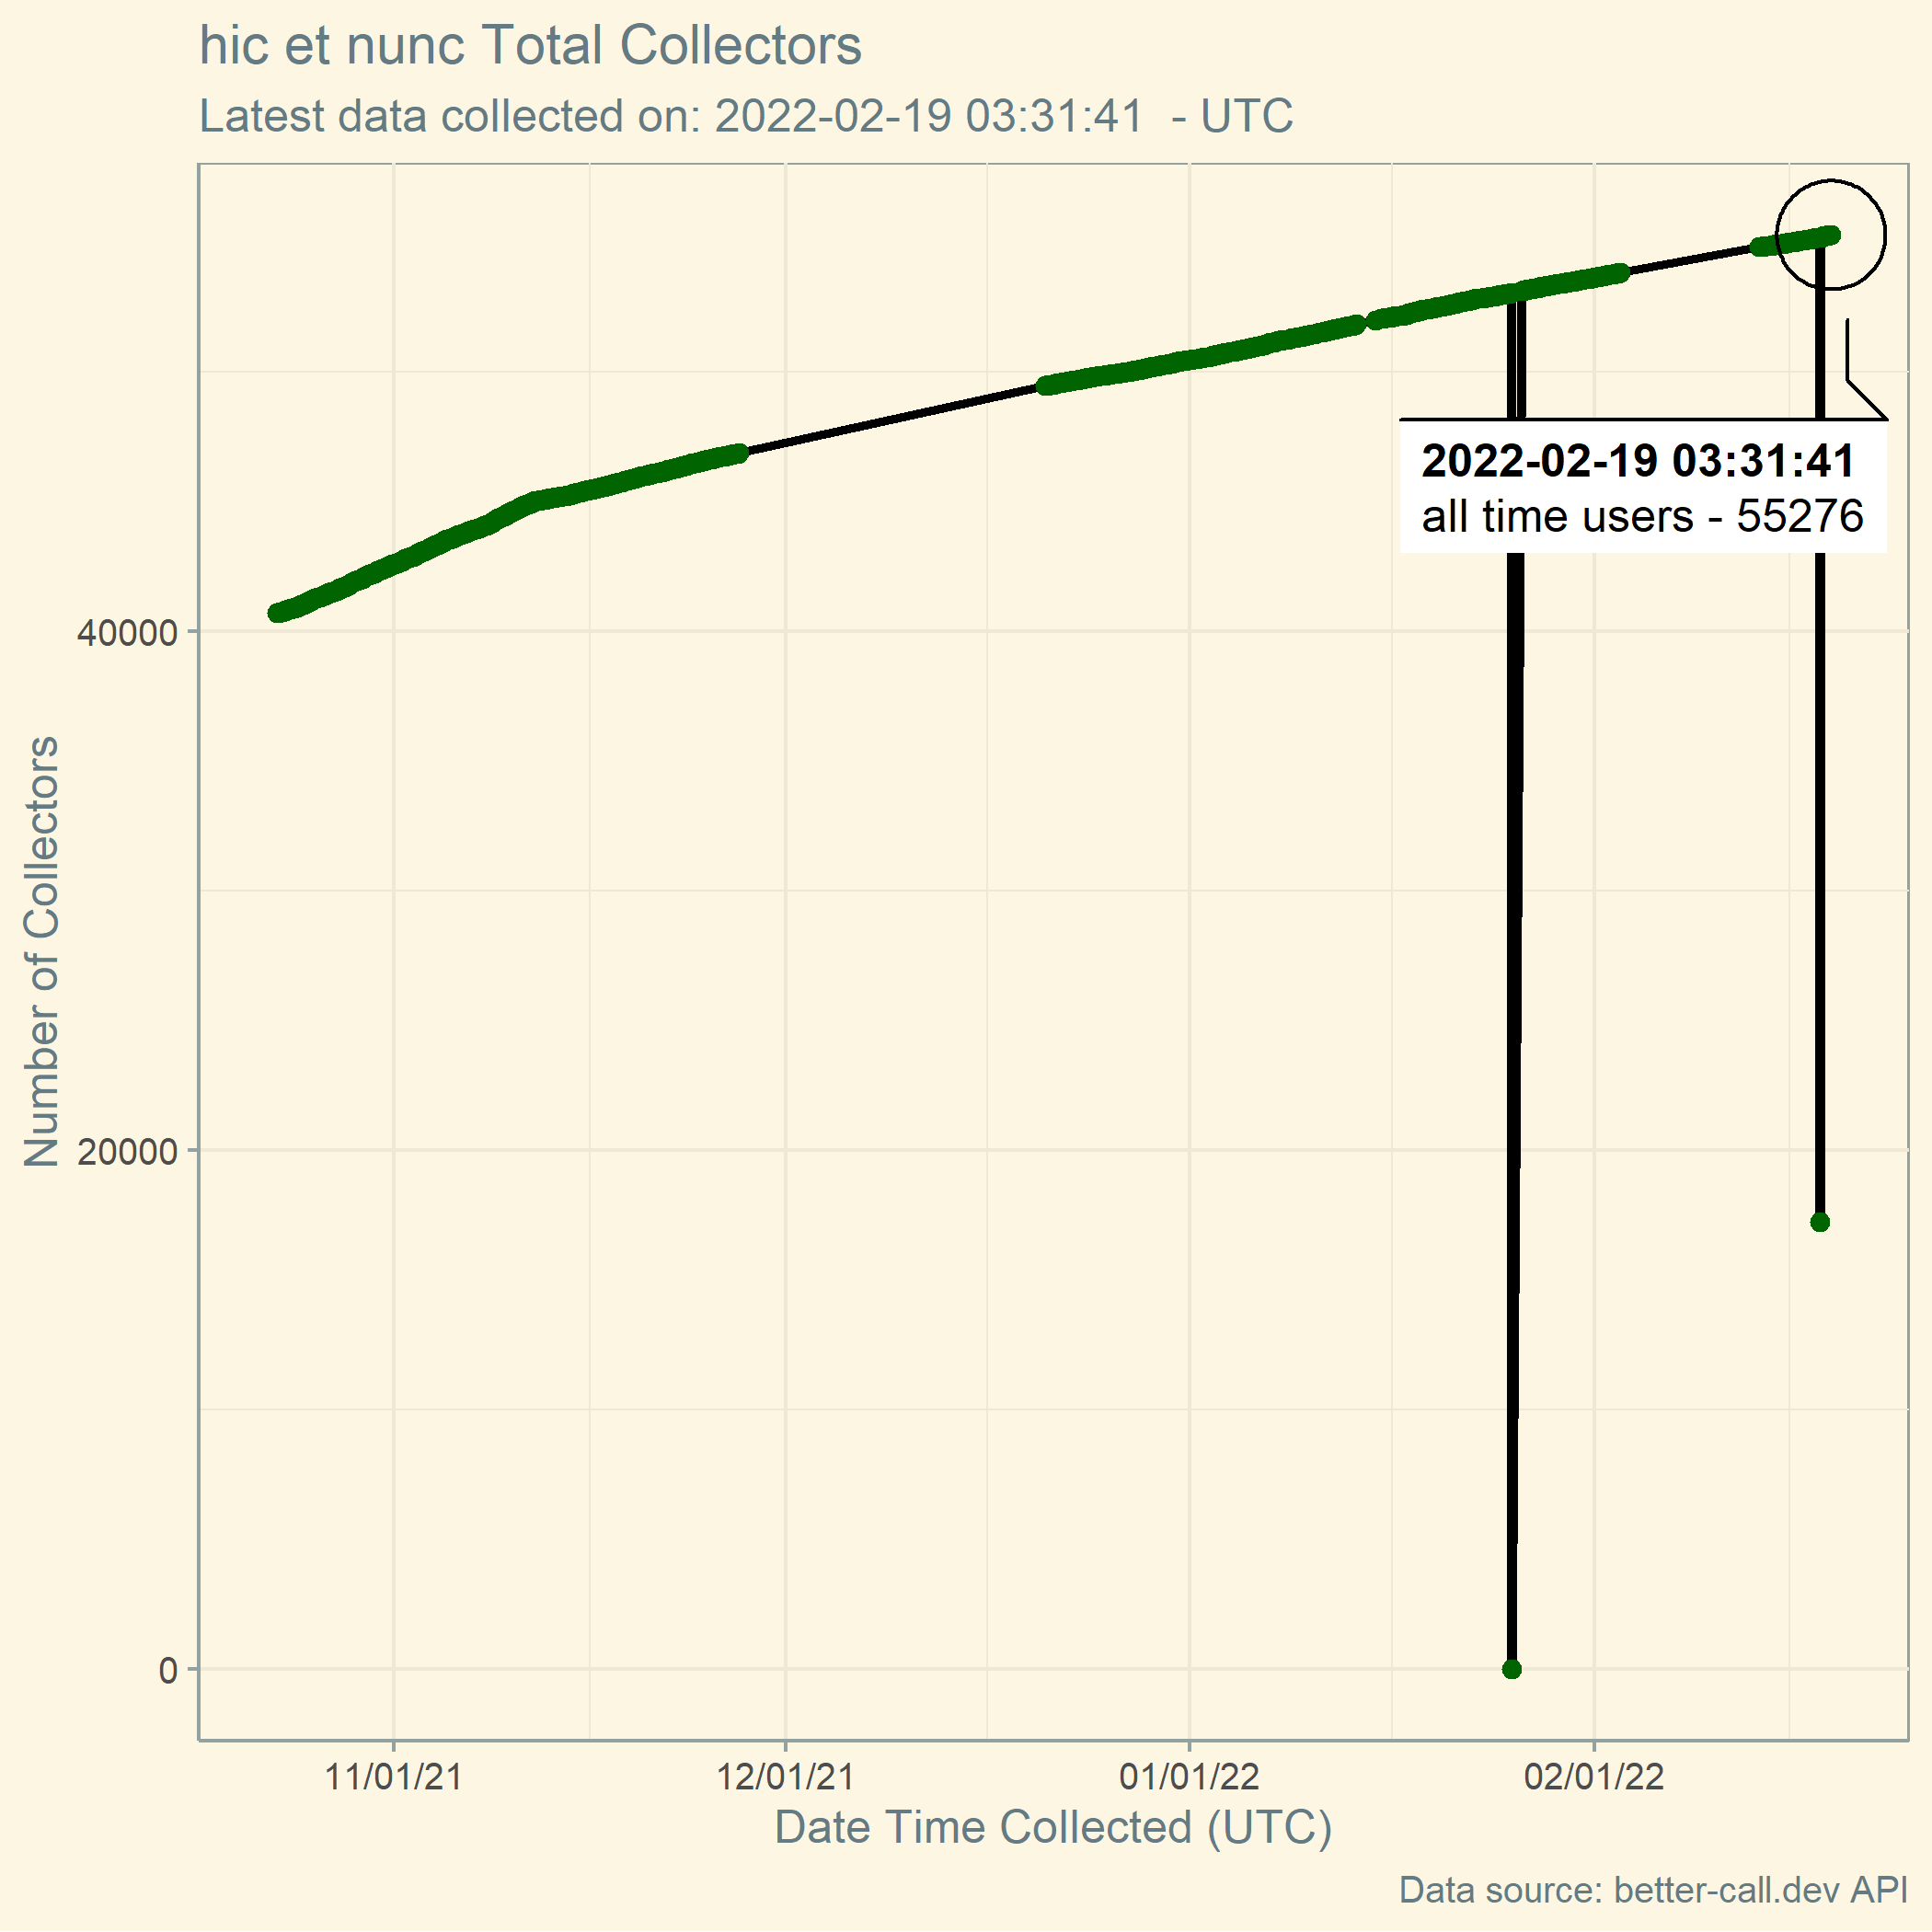 hic et nunc Total Collectors
Latest data collected on: 2022-02-19 03:31:41  - UTC
2022-02-19 03:31:41
all time users - 55276
Number of Collectors
40000
20000
0
11/01/21
12/01/21
01/01/22
02/01/22
Date Time Collected (UTC)
Data source: better-call.dev API